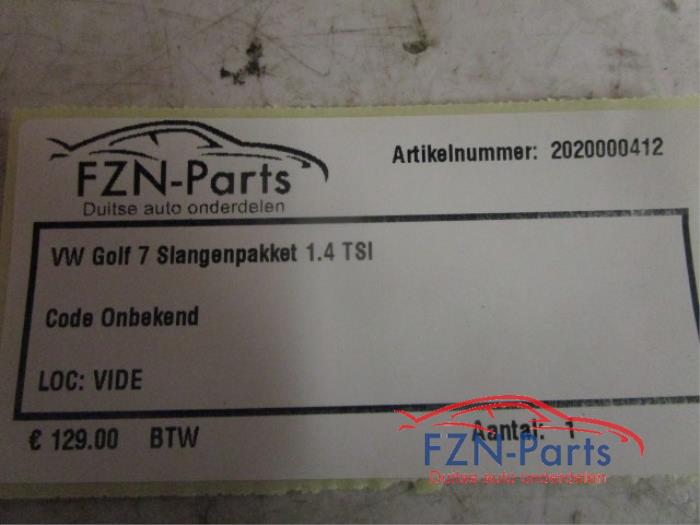 FZN-Parts
Duitse auto onderdelen
Artikelnummer: 2020000412
VW Golf 7 Slangenpakket 1.4 TSI
Code Onbekend
LOC: VIDE
€ 129.00 BTW
Aantal: 1
FZN-Parts
Duitse auto onderdelen